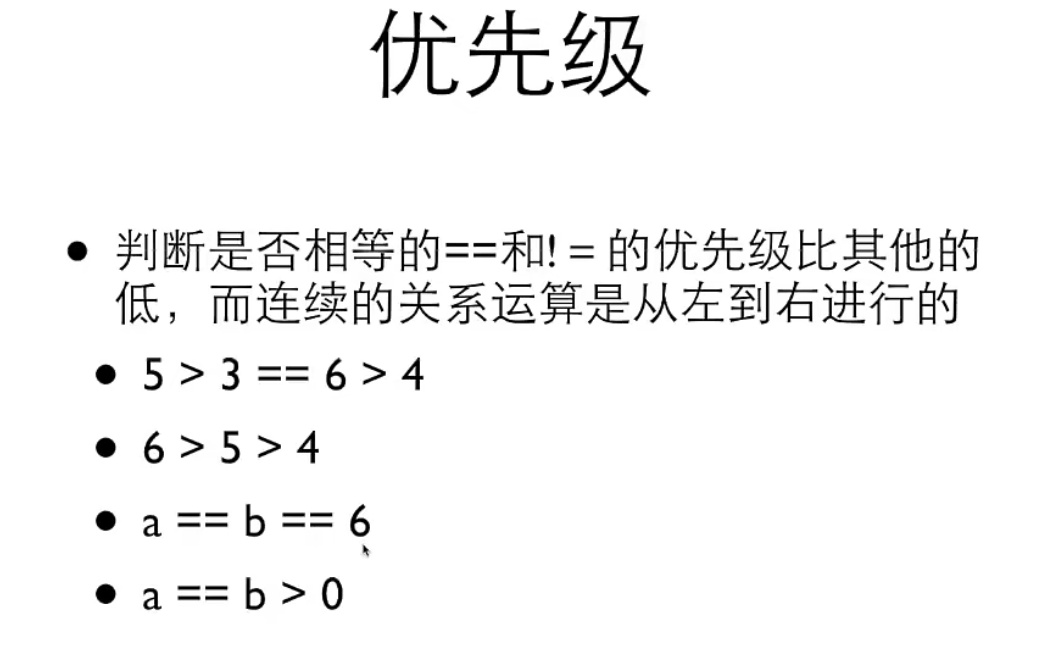 优先级
• 判断是否相等的==和! = 的优先级比其他的
低，而连续的关系运算是从左到右进行的
• 5 > 3 == 6 > 4
• 6 > 5 > 4
• a == b == 6
• a == b > 0